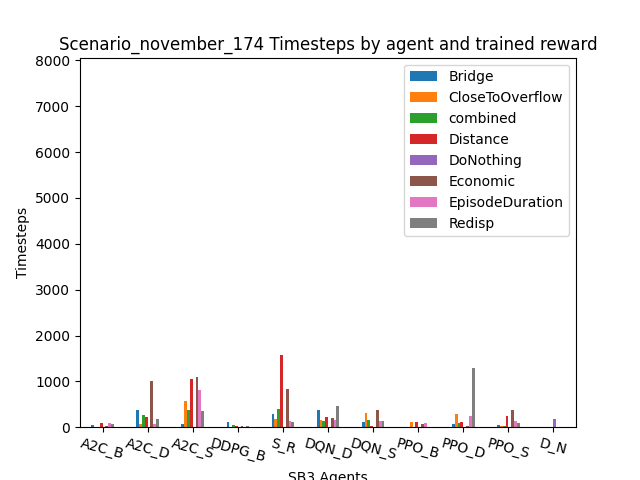 Scenario_november_174 Timesteps by agent and trained reward
8000
7000
6000
5000
4000
3000
2000
1000
0
Timesteps
Bridge
CloseToOverflow
combined
Distance
DoNothing
Economic
EpisodeDuration
Redisp
A2C_B
A2C_D
A2C_S
DDPG_B
S_R
DQN_D
DQN_S
PPO_B
PPO_D
PPO_S
D_N
SB3 Agents